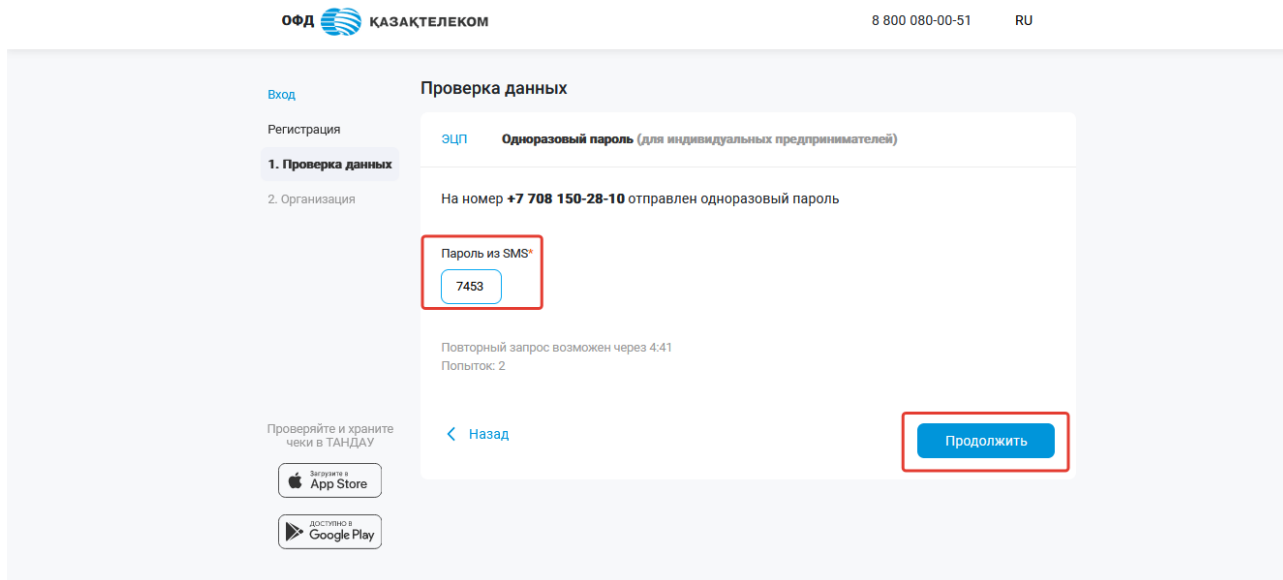 ОФД ҚАЗАҚТЕЛЕКОМ
8 800 080-00-51 RU
Вход
Регистрация
1. Проверка данных
2. Организация
Проверка данных
ЭЦП Одноразовый пароль (для индивидуальных предпринимателей)
На номер +7 708 150-28-10 отправлен одноразовый пароль
Пароль из SMS*
7453
Повторный запрос возможен через 4:41
Попыток: 2
Назад
Продолжить
Проверяйте и храните
чеки в ТАНДАУ
Загрузите в
App Store
ДОСТУПНО В
Google Play